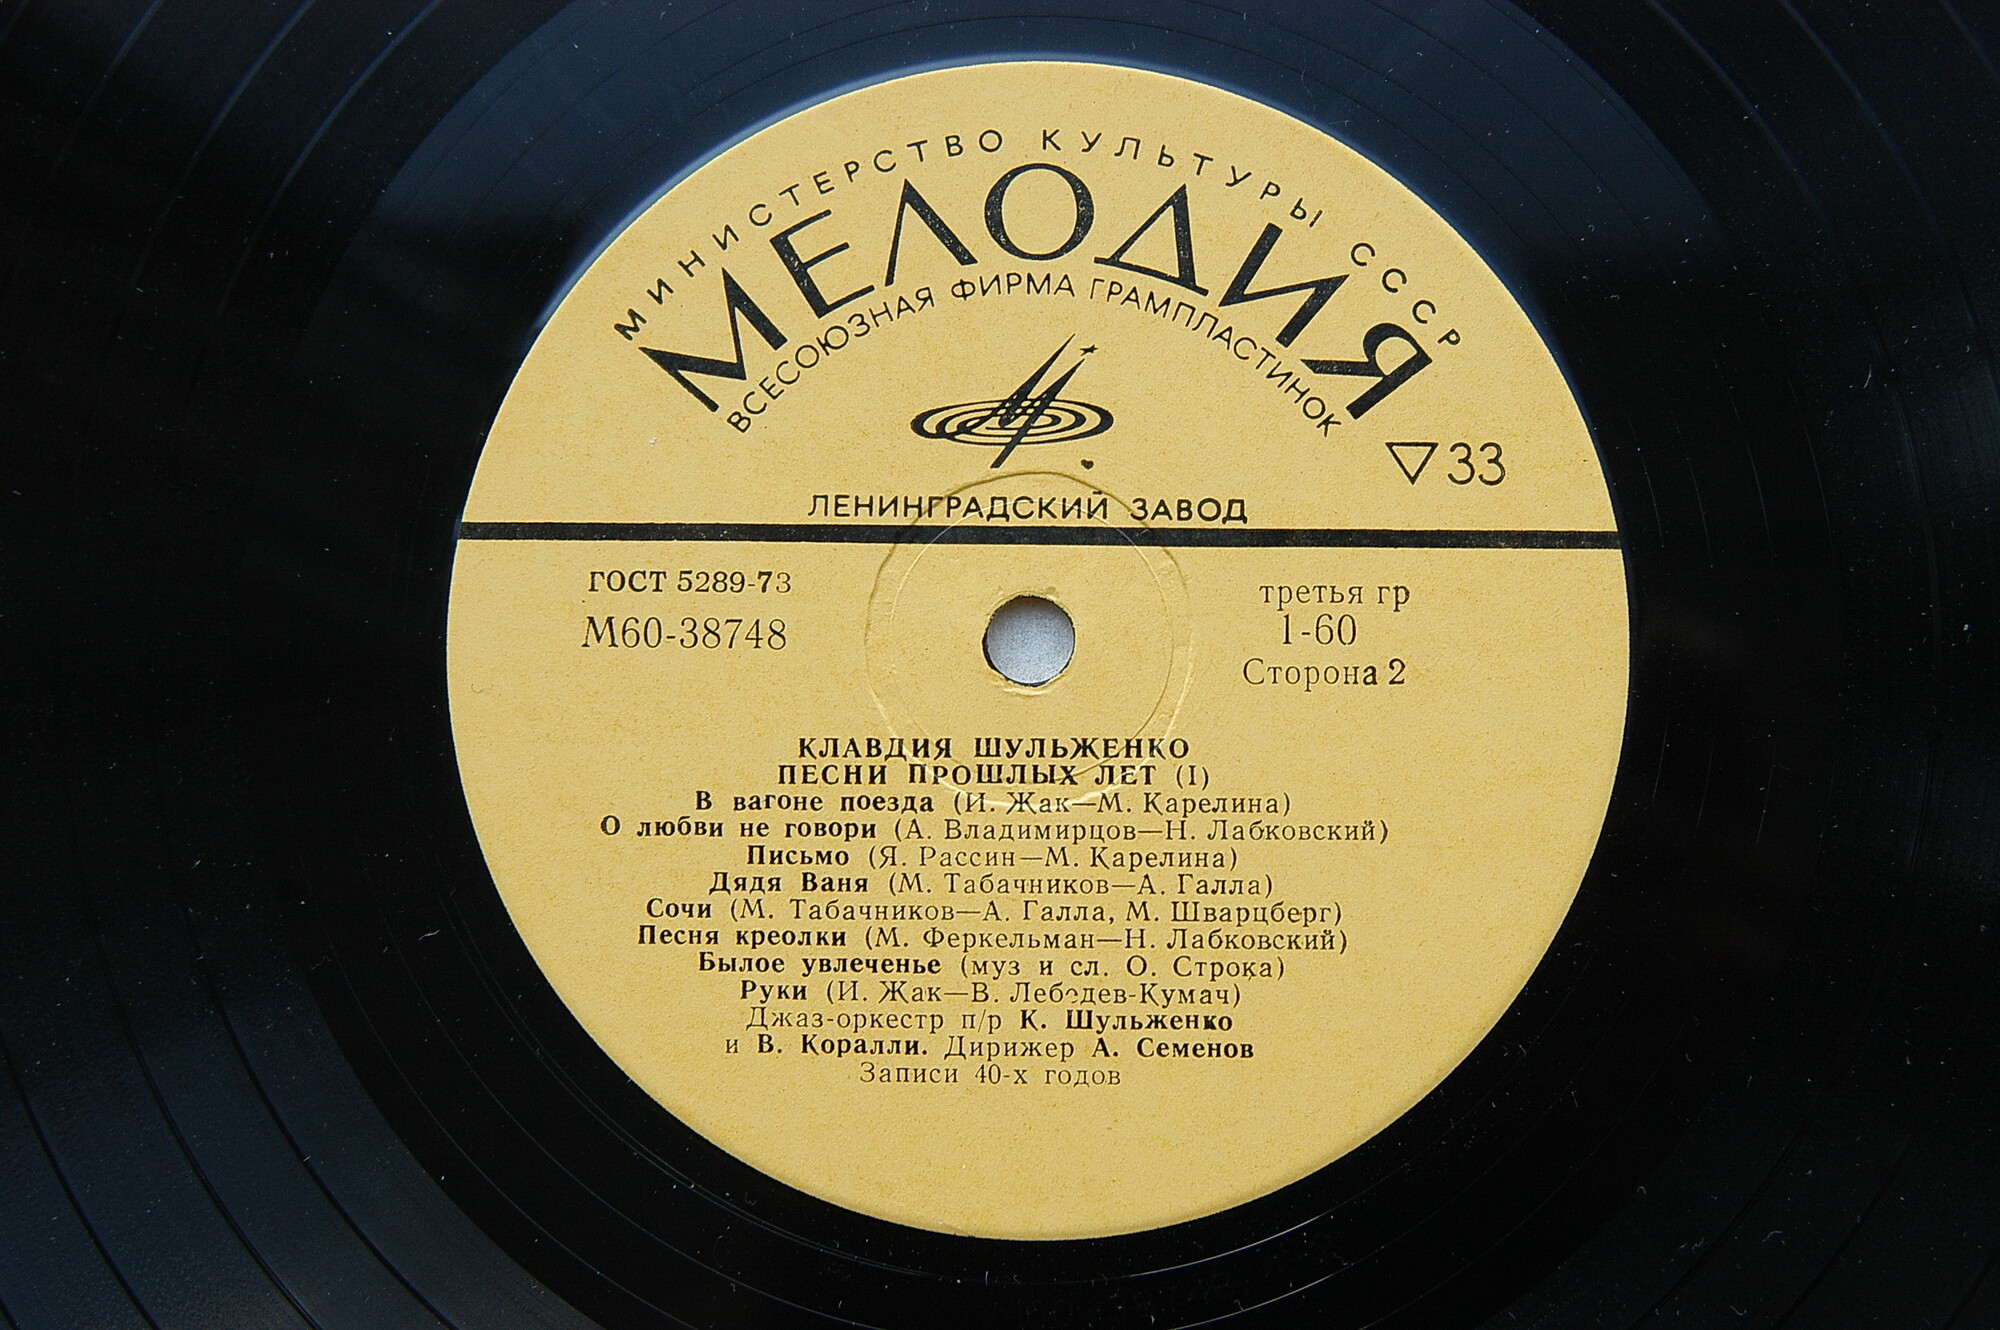 МИНИСТЕРСТВО КУЛЬТУРЫ СССР
МЕЛОДИЯ
ВСЕСОЮЗНАЯ ФИРМА ГРАМПЛАСТИНОК
33
ЛЕНИНГРАДСКИЙ ЗАВОД
ГОСТ 5289-73
М60-38748
третья гр
1-60
Сторона 2
КЛАВДИЯ ШУЛЬЖЕНКО
ПЕСНИ ПРОШЛЫХ ЛЕТ (I)
В вагоне поезда (И. Жак—М. Карелина)
О любви не говори (А. Владимирцов—Н. Лабковский)
Письмо (Я. Рассин—М. Карелина)
Дядя Ваня (М. Табачников—А. Галла)
Сочи (М. Табачников—А. Галла, М. Шварцберг)
Песня креолки (М. Феркельман—Н. Лабковский)
Былое увлеченье (муз и сл. О. Строка)
Руки (И. Жак—В. Лебедев-Кумач)
Джаз-оркестр п/р К. Шульженко
и В. Коралли. Дирижер А. Семенов
Записи 40-х годов